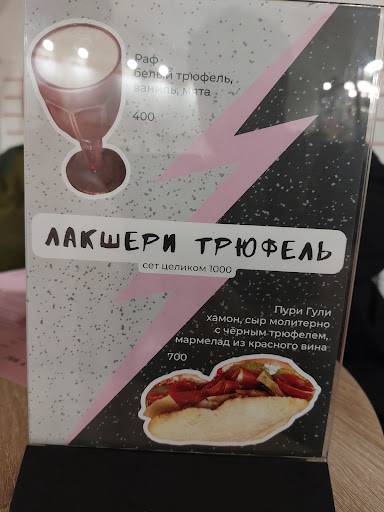 Раф
белый трюфель,
ваниль, мята
400
ЛАКШЕРИ ТРЮФЕЛЬ
сет целиком 1000
Пури Гули
хамон, сыр молитерно
с чёрным трюфелем,
мармелад из красного вина
700